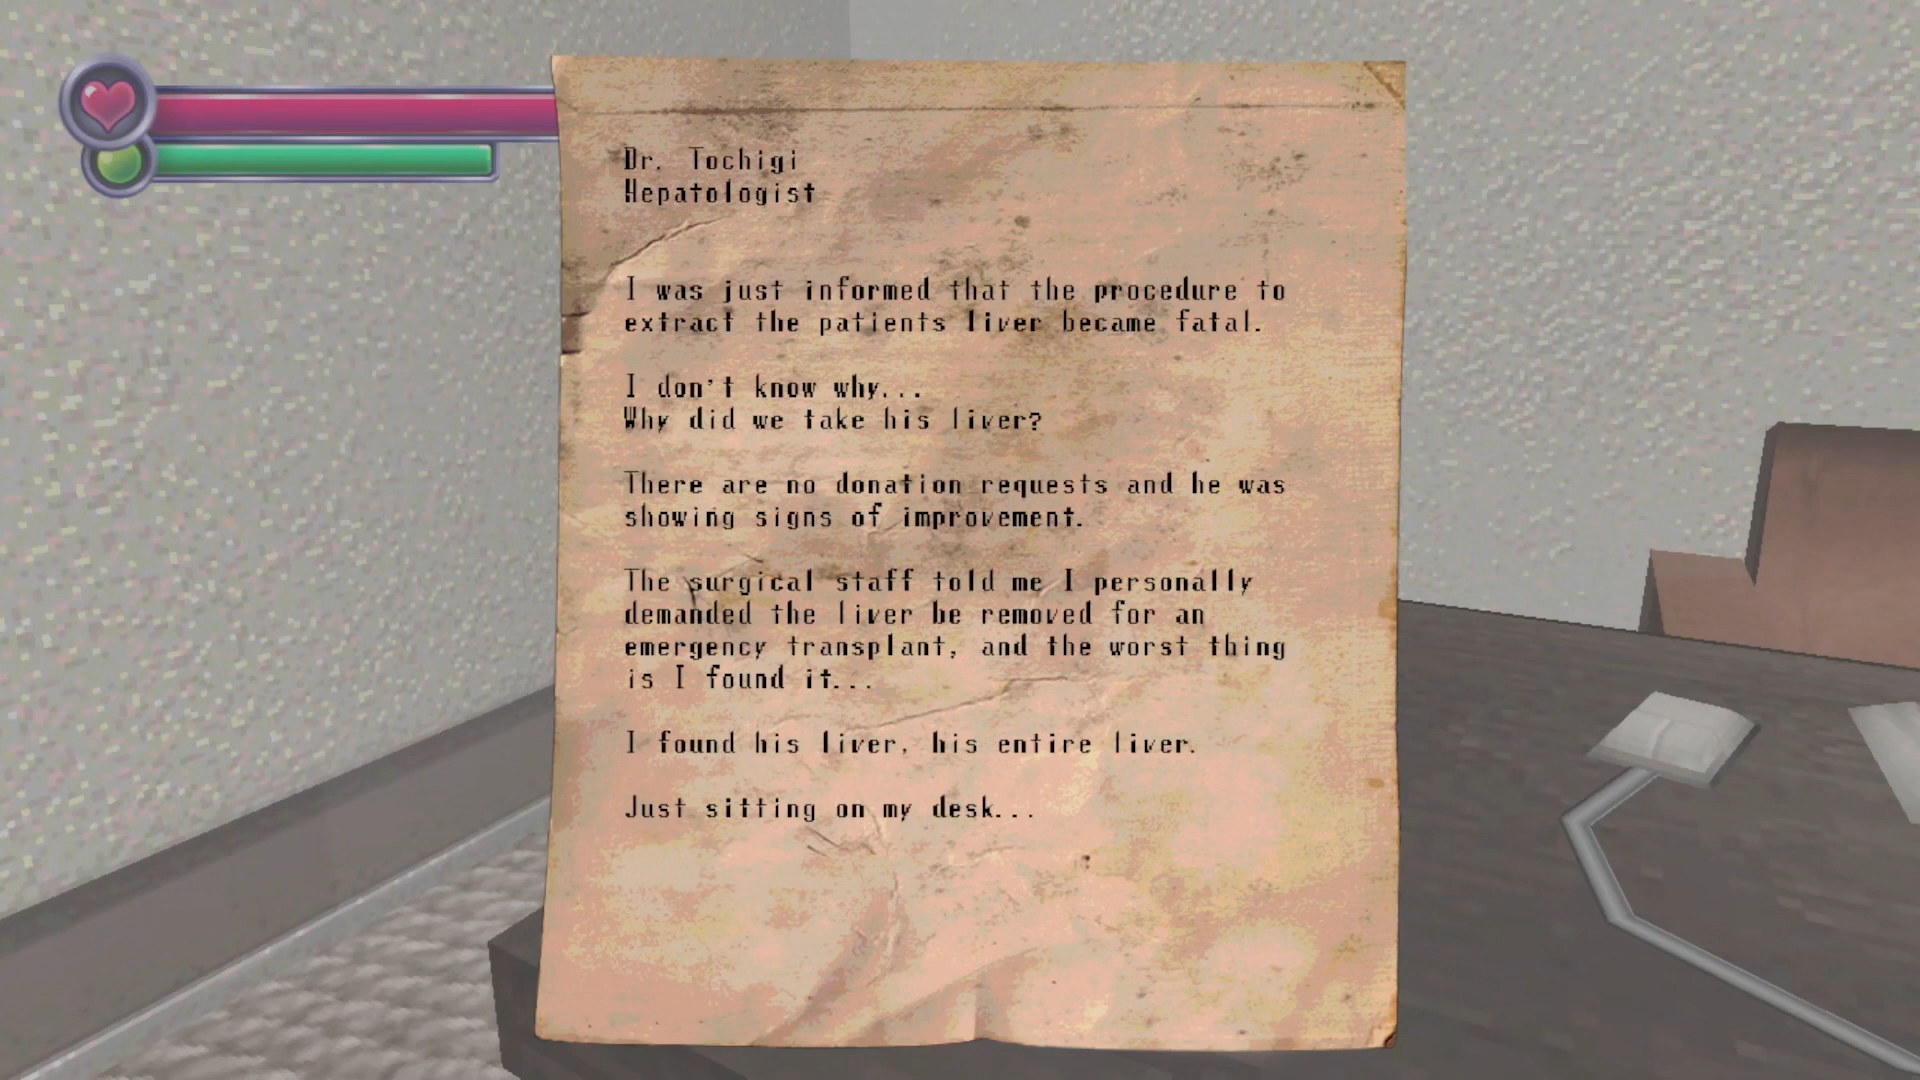 Dr. Tochigi
Hepatologist
I was just informed that the procedure to
extract the patients liver became fatal.
I don't know why...
Why did we take his liver?
There are no donation requests and he was
showing signs of improvement.
The surgical staff told me I personally
demanded the liver be removed for an
emergency transplant, and the worst thing
is I found it...
I found his liver, his entire liver.
Just sitting on my desk...